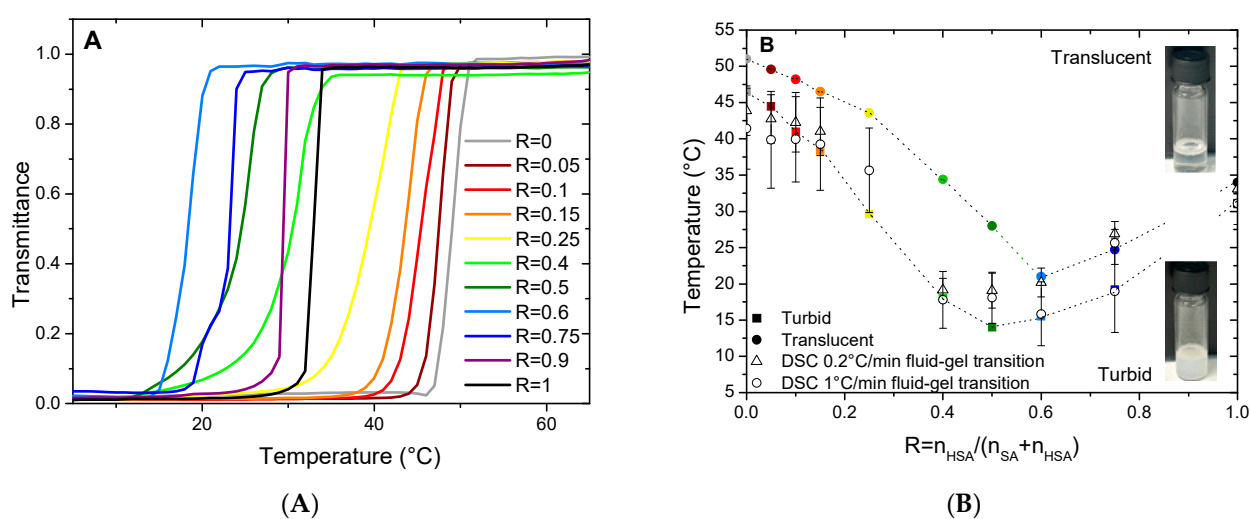 A
1.0
0.8
0.6
0.4
0.2
0.0
Transmittance
20
40
60
Temperature (°C)
R=0
R=0.05
R=0.1
R=0.15
R=0.25
R=0.4
R=0.5
R=0.6
R=0.75
R=0.9
R=1
(A)
B
Translucent
55
50
45
40
35
30
25
20
15
10
5
Temperature (°C)
Turbid
Translucent
DSC 0.2°C/min fluid-gel transition
DSC 1°C/min fluid-gel transition
Turbid
0.0
0.2
0.4
0.6
0.8
1.0
R=nHSA/(nSA+nHSA)
(B)